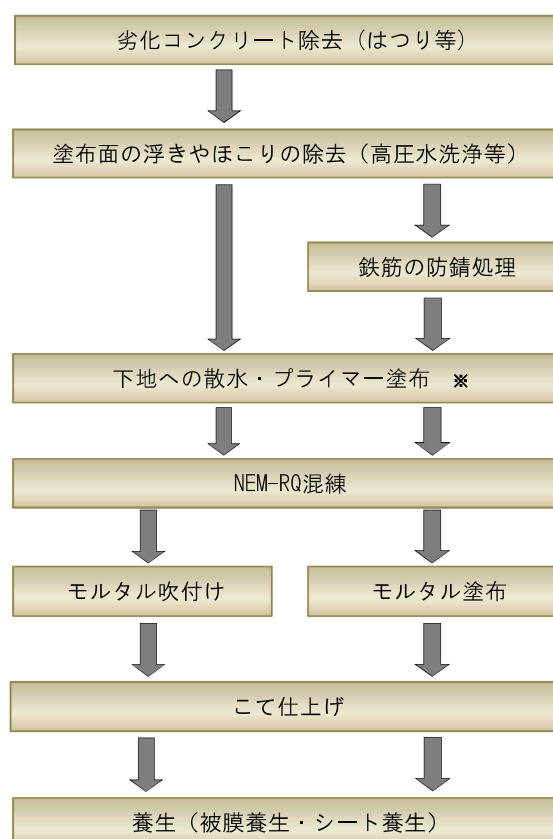 劣化コンクリート除去（はつり等）
塗布面の浮きやほこりの除去（高圧水洗浄等）
鉄筋の防錆処理
下地への散水・プライマー塗布　※
NEM-RQ混練
モルタル吹付け
モルタル塗布
こて仕上げ
養生（被膜養生・シート養生）